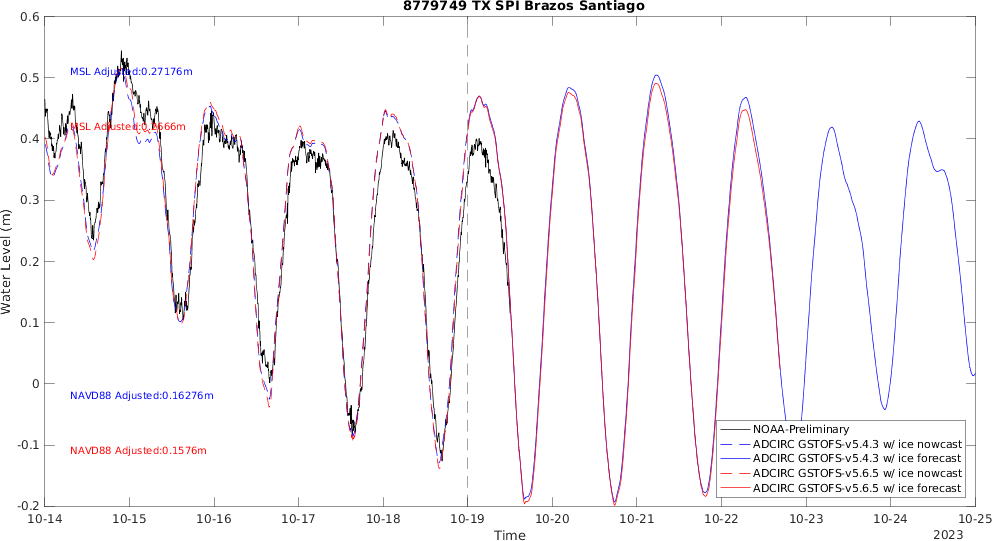 8779749 TX SPI Brazos Santiago
0.6
0.5
0.4
0.3
0.2
0.1
0
-0.1
-0.2
Water Level (m)
MSL Adjusted:0.27176m
MSL Adjusted:0.2666m
NAVD88 Adjusted:0.16276m
NAVD88 Adjusted:0.1576m
NOAA-Preliminary
ADCIRC GSTOFS-v5.4.3 w/ ice nowcast
ADCIRC GSTOFS-v5.4.3 w/ ice forecast
ADCIRC GSTOFS-v5.6.5 w/ ice nowcast
ADCIRC GSTOFS-v5.6.5 w/ ice forecast
10-14 10-15 10-16 10-17 10-18 10-19 10-20 10-21 10-22 10-23 10-24 10-25
Time
2023